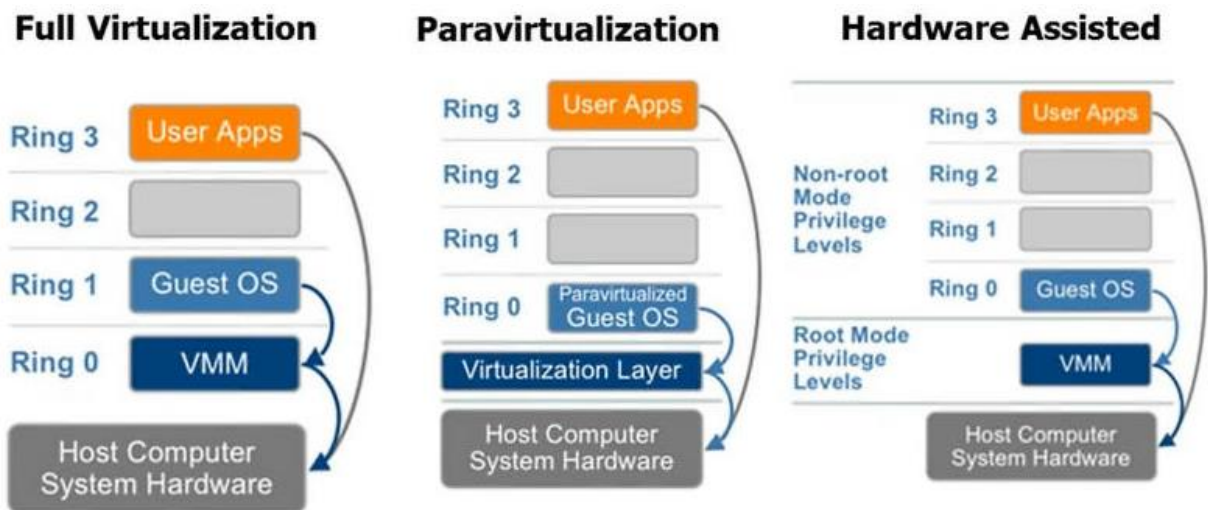 Full Virtualization
Ring 3
User Apps
Ring 2
Ring 1
Guest OS
Ring 0
VMM
Host Computer
System Hardware
Paravirtualization
Ring 3
User Apps
Ring 2
Ring 1
Ring 0
Paravirtualized
Guest OS
Virtualization Layer
Host Computer
System Hardware
Hardware Assisted
Non-root
Mode
Privilege
Levels
Ring 3
User Apps
Ring 2
Ring 1
Ring 0
Guest OS
Root Mode
Privilege
Levels
VMM
Host Computer
System Hardware